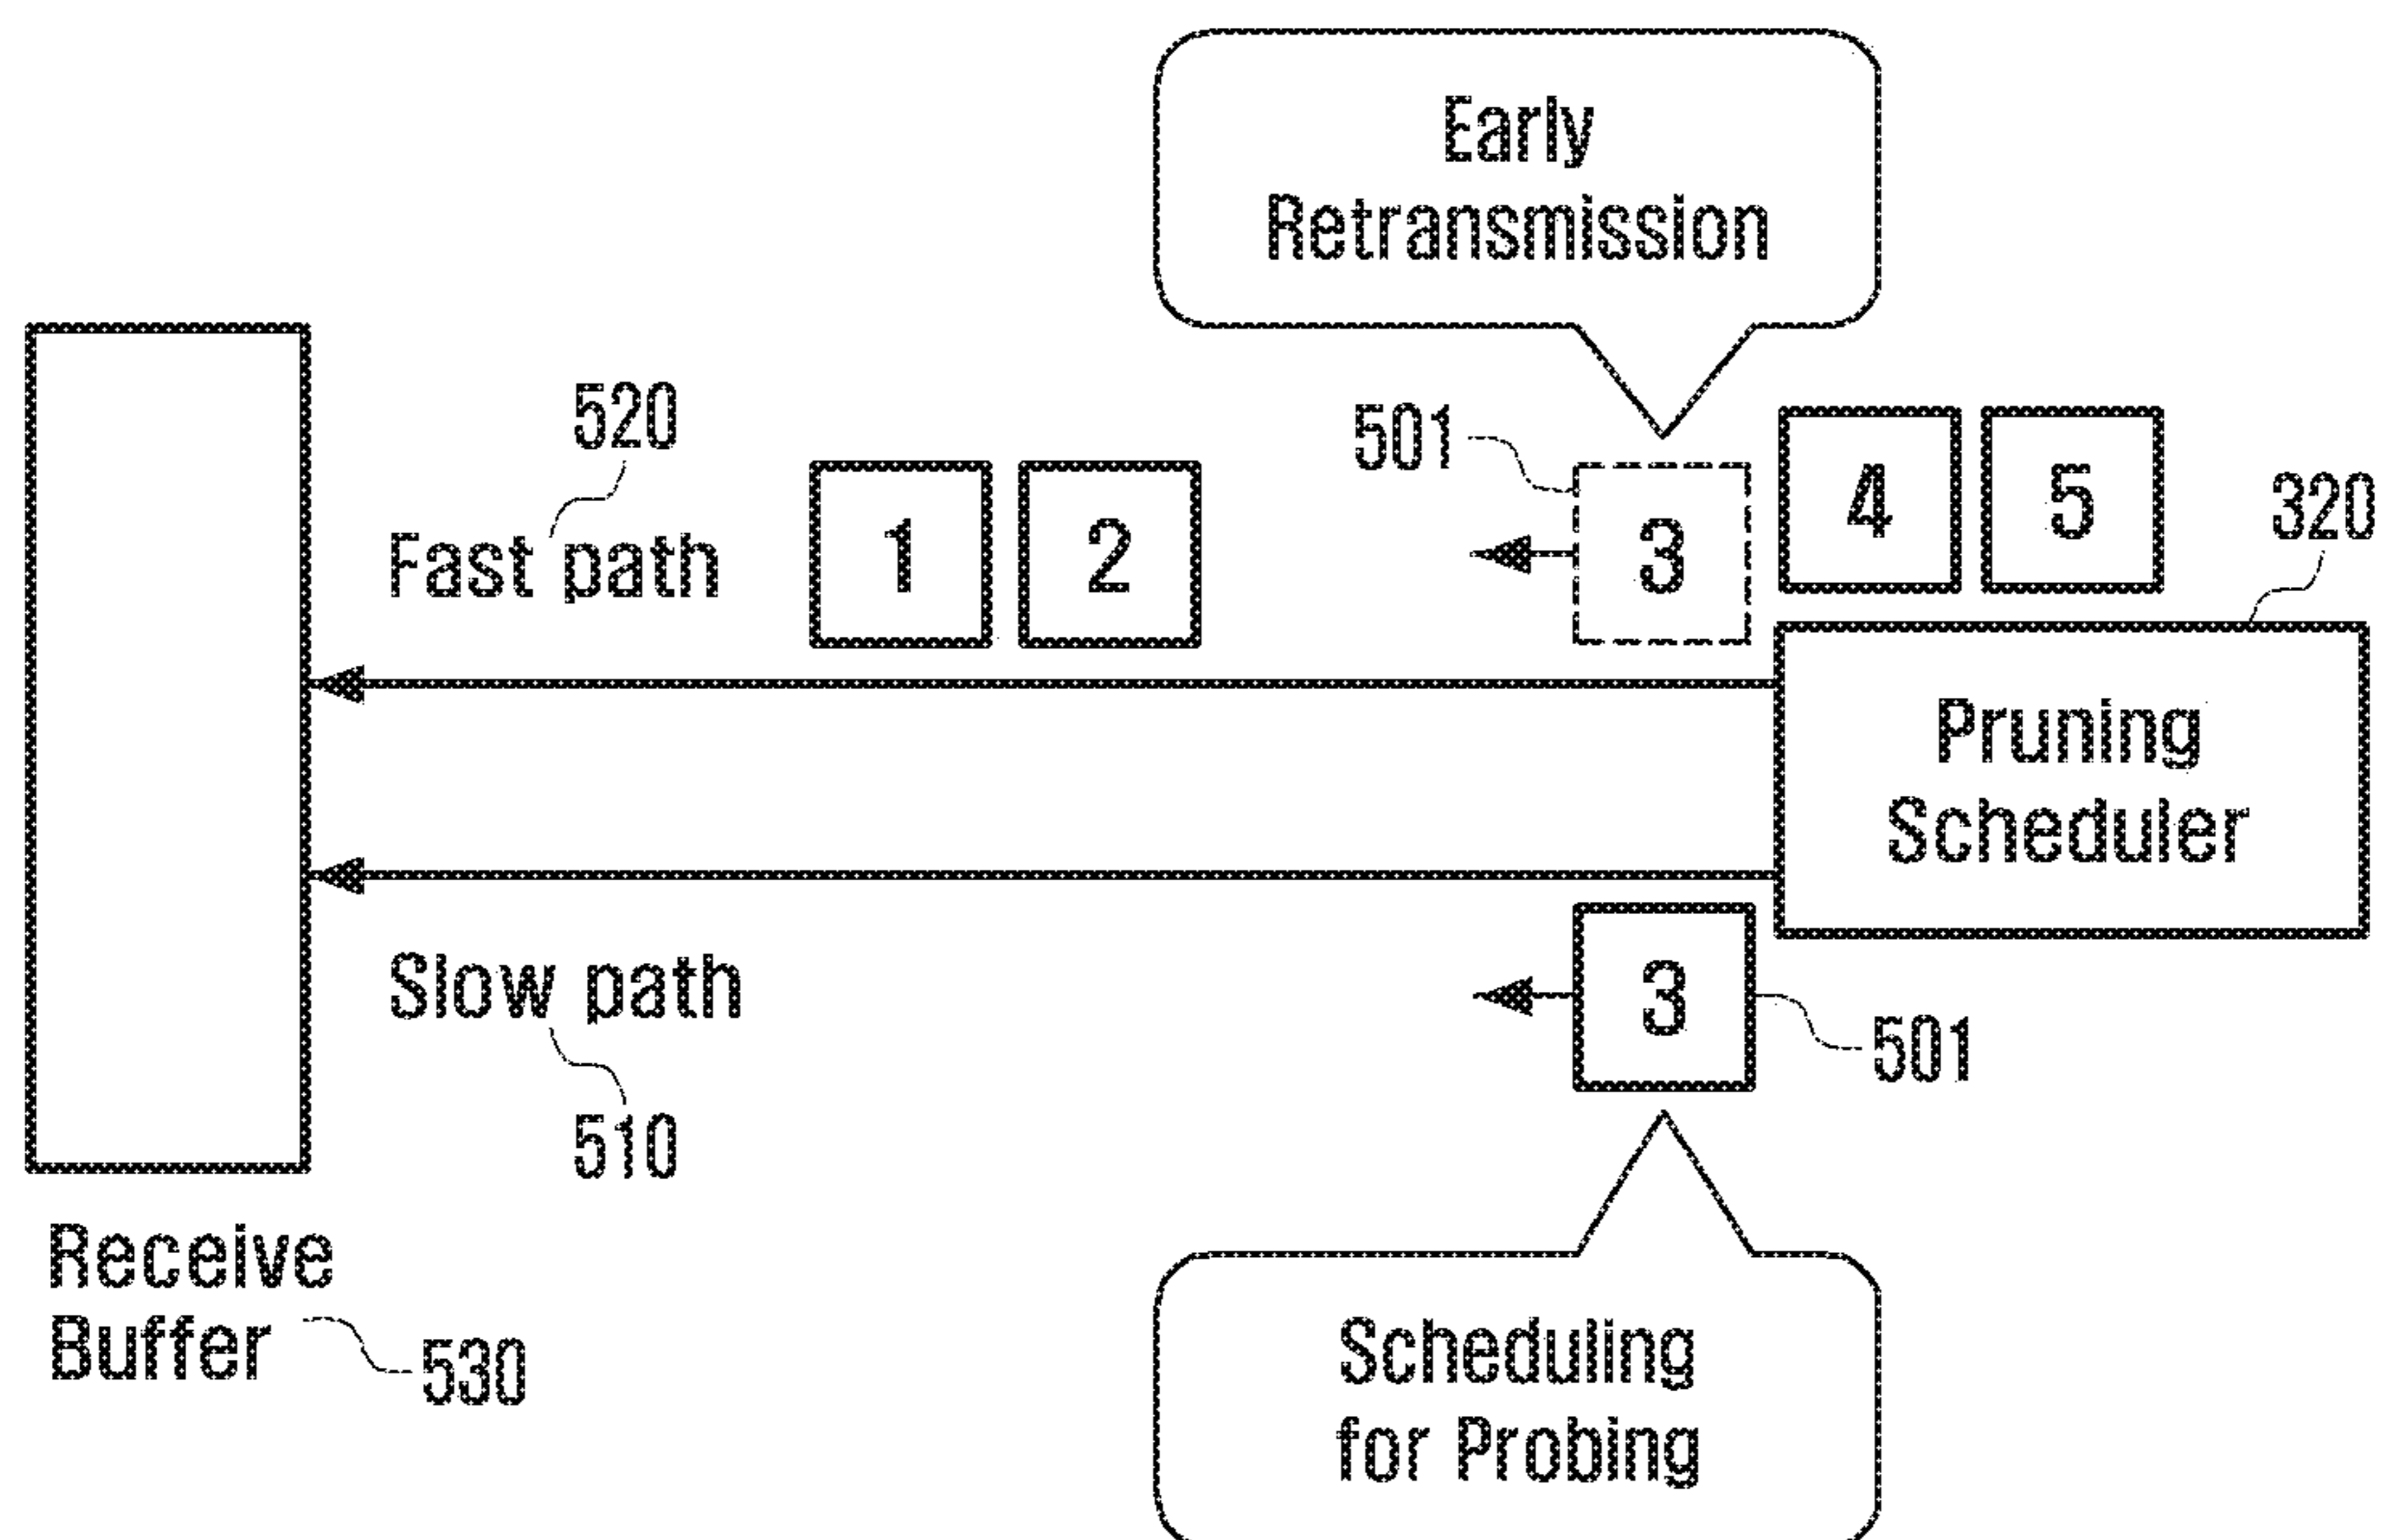 Early
Retransmission
520
501
4
5
320
Fast path
1
2
3
Pruning
Scheduler
Slow path
3
501
510
Receive
Buffer
530
Scheduling
for Probing